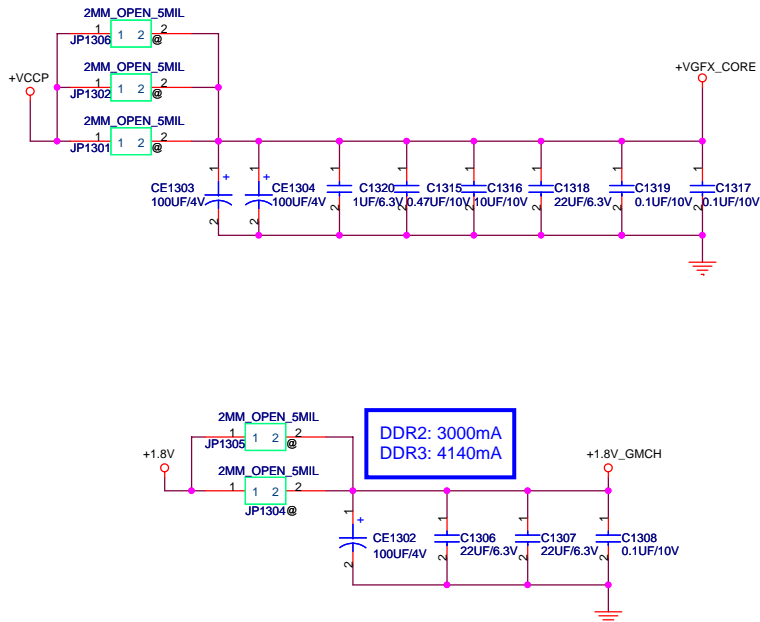 2MM_OPEN_5MIL
1 1 2 2
JP1306 @
2MM_OPEN_5MIL
+VCCP
1 1 2 2
JP1302 @
+VGFX_CORE
2MM_OPEN_5MIL
1 1 2 2
JP1301 @
1 1 1 1 1 1 1 1
+ +
CE1303 CE1304 C1320 C1315 C1316 C1318 C1319 C1317
100UF/4V 100UF/4V 1UF/6.3V 0.47UF/10V 10UF/10V 22UF/6.3V 0.1UF/10V 0.1UF/10V
2 2 2 2 2 2 2 2
2MM_OPEN_5MIL
1 1 2 2
JP1305 @
DDR2: 3000mA
DDR3: 4140mA
+1.8V
+1.8V_GMCH
2MM_OPEN_5MIL
1 1 2 2
JP1304 @
1 1 1 1
+
CE1302 C1306 C1307 C1308
100UF/4V 22UF/6.3V 22UF/6.3V 0.1UF/10V
2 2 2 2